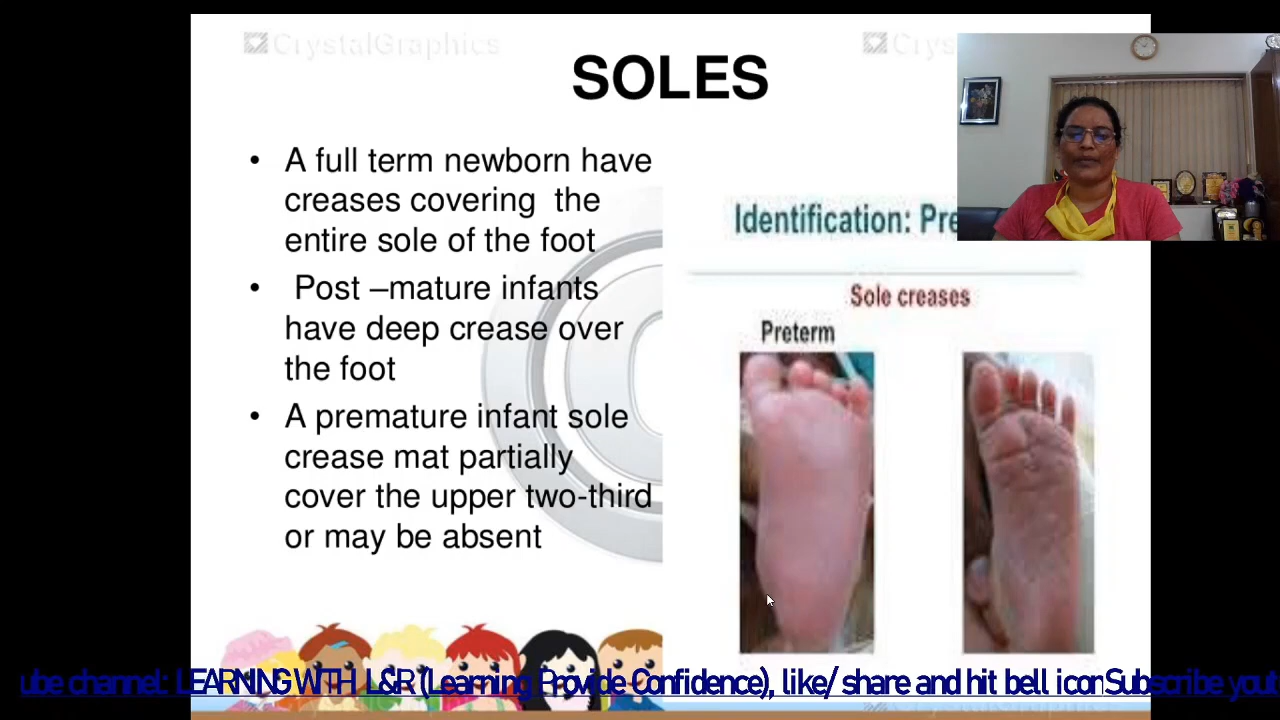 CrystalGraphics
Crys
SOLES
• A full term newborn have
creases covering the
entire sole of the foot
• Post –mature infants
have deep crease over
the foot
• A premature infant sole
crease mat partially
cover the upper two-third
or may be absent
Identification: Pre
Sole creases
Preterm
ube channel: LEARNING WITH L&R (Learning Provide Confidence), like/ share and hit bell icon Subscribe yout